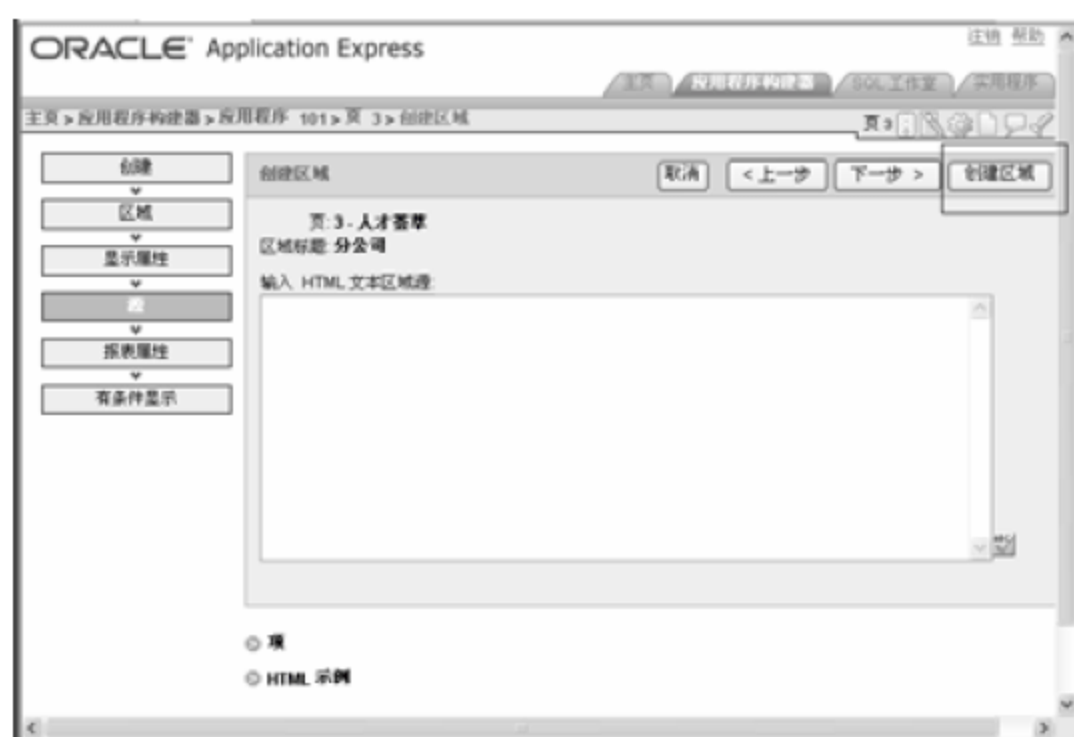 ORACLE Application Express
注销 帮助
主页 应用程序构建器 SQL 工作室 实用程序
主页 > 应用程序构建器 > 应用程序 101 > 页 3 > 创建区域
页 3
创建
区域
显示属性
源
报表属性
有条件显示
创建区域
取消 < 上一步 下一步 > 创建区域
页: 3 - 人才荟萃
区域标题: 分公司
输入 HTML 文本区域源:
项
HTML 示例